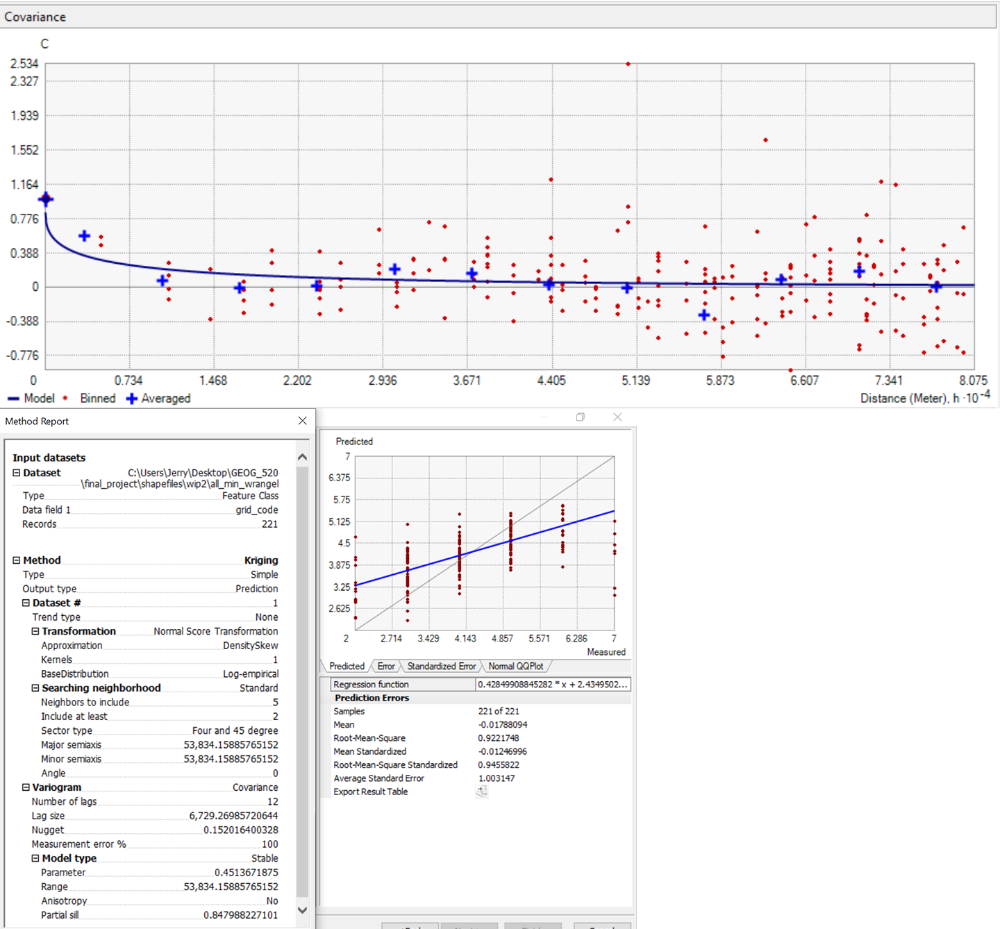 Covariance
C
2.534
2.327
1.939
1.552
1.164
0.776
0.388
0
-0.388
-0.776
0 0.734 1.468 2.202 2.936 3.671 4.405 5.139 5.873 6.607 7.341 8.075
Model Binned Averaged Distance (Meter), h ·10-4
Method Report
Input datasets
Dataset C:\Users\Jerry\Desktop\GEOG_520
\final_project\shapefiles\wip2\all_min_wrangel
Type Feature Class
Data field 1 grid_code
Records 221
Method Kriging
Type Simple
Output type Prediction
Dataset # 1
Trend type None
Transformation Normal Score Transformation
Approximation DensitySkew
Kernels 1
BaseDistribution Log-empirical
Searching neighborhood Standard
Neighbors to include 5
Include at least 2
Sector type Four and 45 degree
Major semiaxis 53,834.15885765152
Minor semiaxis 53,834.15885765152
Angle 0
Variogram Covariance
Number of lags 12
Lag size 6,729.26985720644
Nugget 0.152016400328
Measurement error % 100
Model type Stable
Parameter 0.4513671875
Range 53,834.15885765152
Anisotropy No
Partial sill 0.847988227101
Predicted
7
6.375
5.75
5.125
4.5
3.875
3.25
2.625
2 2.714 3.429 4.143 4.857 5.571 6.286 7
Measured
Predicted Error Standardized Error Normal QQPlot
Regression function 0.42849908845282 * x + 2.4349502...
Prediction Errors
Samples 221 of 221
Mean -0.01788094
Root-Mean-Square 0.9221748
Mean Standardized -0.01246996
Root-Mean-Square Standardized 0.9455822
Average Standard Error 1.003147
Export Result Table